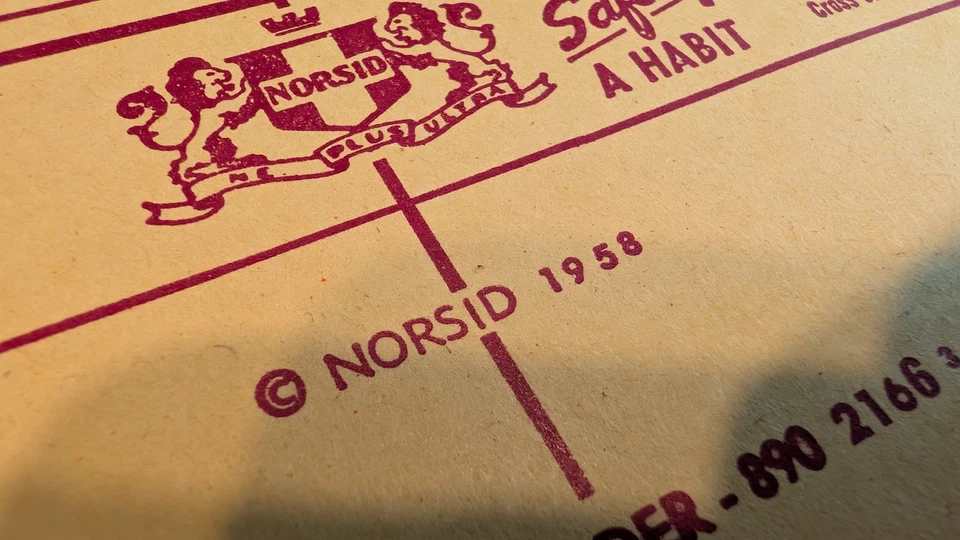 NORSID
NE PLUS ULTRA
A HABIT
© NORSID 1958
890 2166